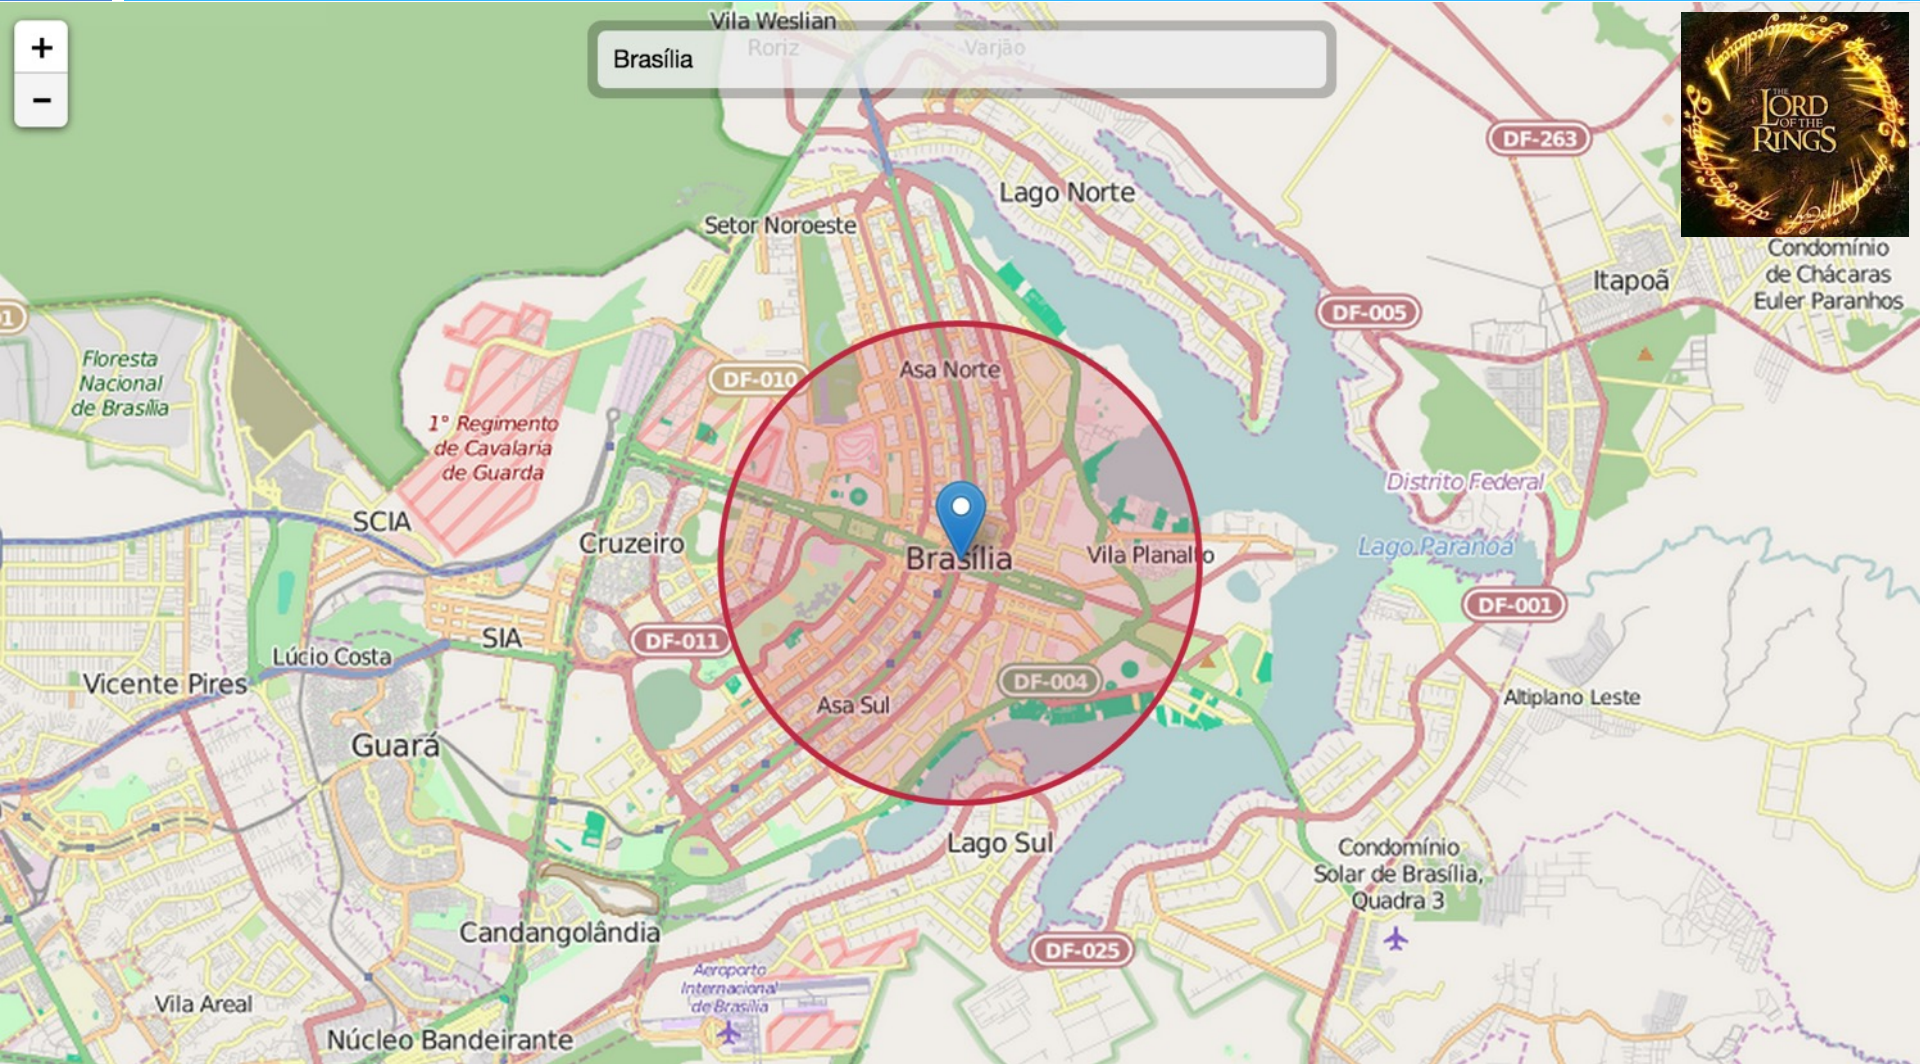 +
−
Vila Weslian
Roriz
Varjão
Brasília
THE
LORD
OF THE
RINGS
DF-263
Lago Norte
Setor Noroeste
Condomínio
de Chácaras
Euler Paranhos
Itapoã
DF-005
Floresta
Nacional
de Brasília
DF-010
Asa Norte
1° Regimento
de Cavalaria
de Guarda
Distrito Federal
SCIA
Cruzeiro
Brasília
Vila Planalto
Lago Paranoá
DF-001
SIA
DF-011
Lúcio Costa
Vicente Pires
DF-004
Altiplano Leste
Asa Sul
Guará
Lago Sul
Condomínio
Solar de Brasília,
Quadra 3
Candangolândia
DF-025
Aeroporto
Internacional
de Brasília
Vila Areal
Núcleo Bandeirante